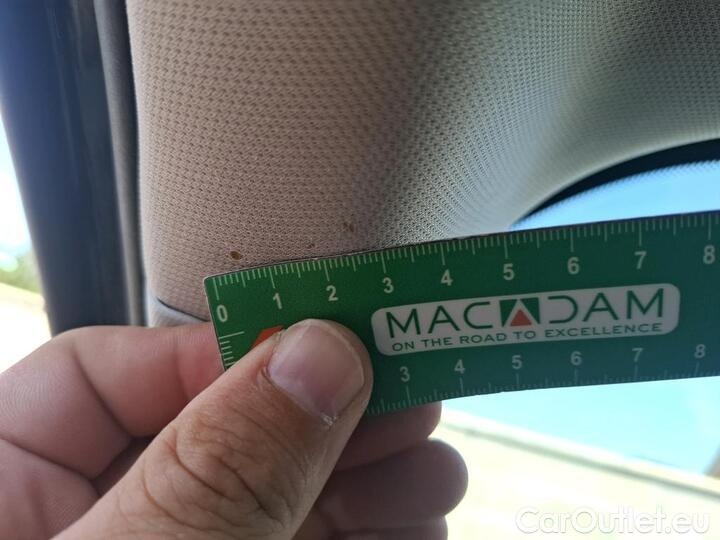 0 1 2 3 4 5 6 7 8
MACADAM
ON THE ROAD TO EXCELLENCE
3 4 5 6 7 8
CarOutlet.eu